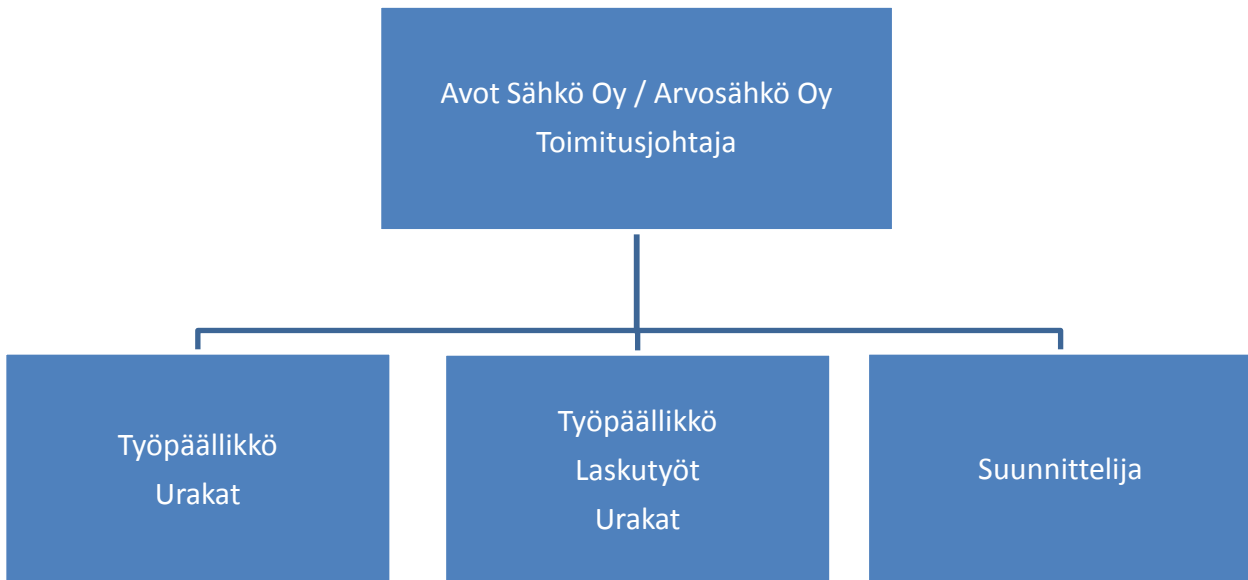 Avot Sähkö Oy / Arvosähkö Oy
Toimitusjohtaja
Työpäällikkö
Urakat
Työpäällikkö
Laskutyöt
Urakat
Suunnittelija